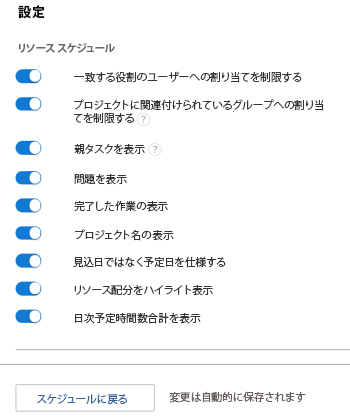 設定
リソース スケジュール
一致する役割のユーザーへの割り当てを制限する
プロジェクトに関連付けられているグループへの割り当
てを制限する ?
親タスクを表示 ?
問題を表示
完了した作業の表示
プロジェクト名の表示
見込日ではなく予定日を仕様する
リソース配分をハイライト表示
日次予定時間数合計を表示
スケジュールに戻る
変更は自動的に保存されます